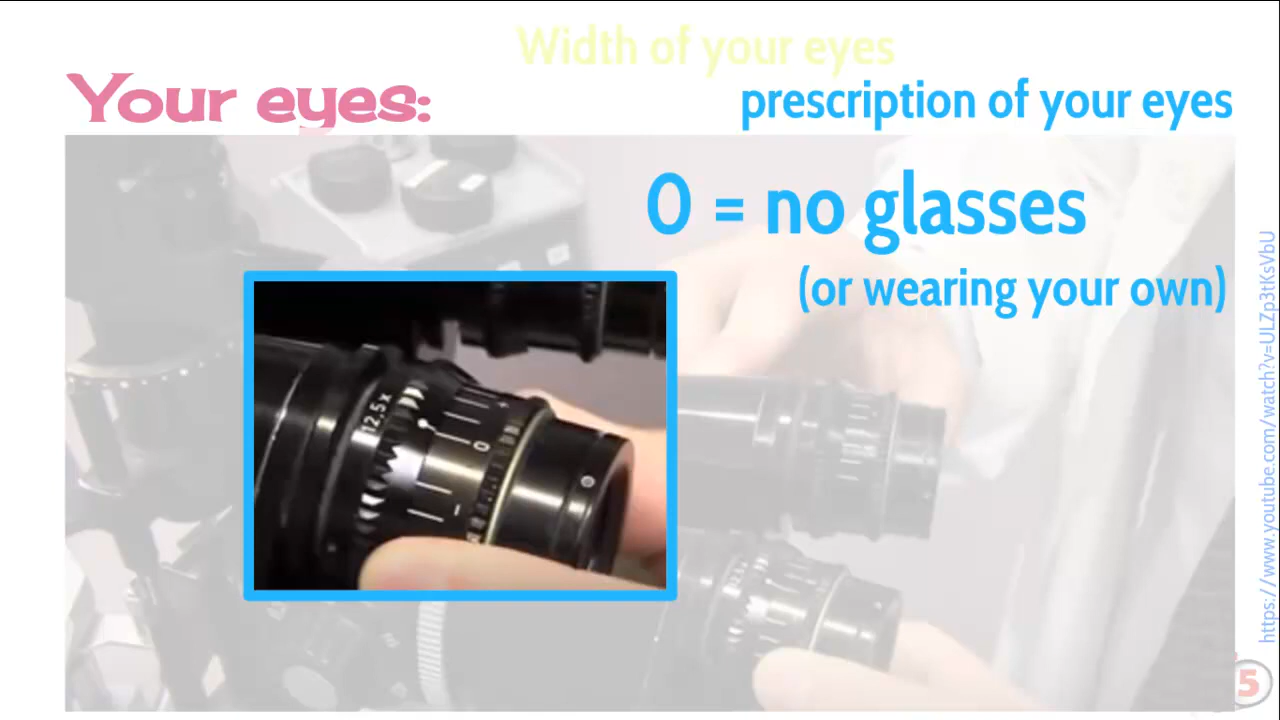 Width of your eyes
Your eyes:
prescription of your eyes
0 = no glasses
(or wearing your own)
12,5x
+
0
-
https://www.youtube.com/watch?v=ULZp3tKsVbU
5